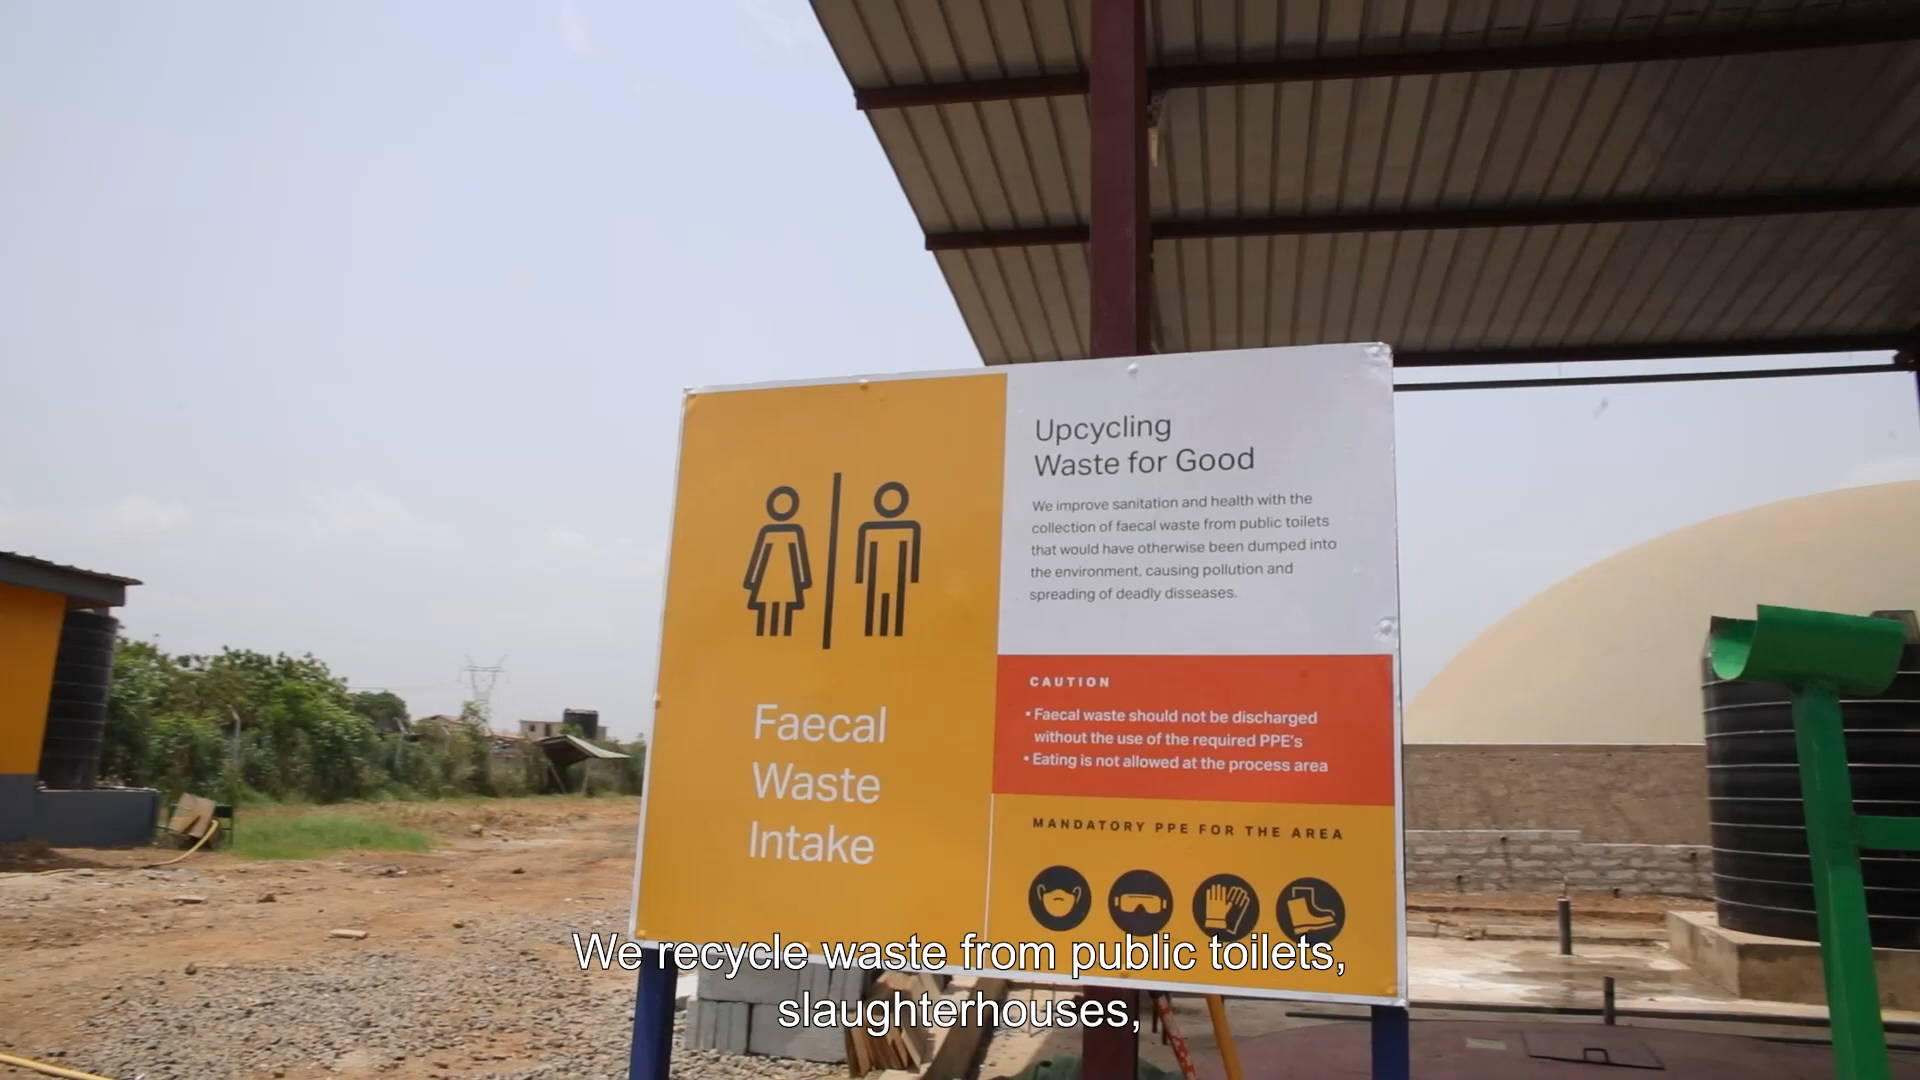 Faecal
Waste
Intake
Upcycling
Waste for Good
We improve sanitation and health with the
collection of faecal waste from public toilets
that would have otherwise been dumped into
the environment, causing pollution and
spreading of deadly disseases.
CAUTION
• Faecal waste should not be discharged
without the use of the required PPE's
• Eating is not allowed at the process area
MANDATORY PPE FOR THE AREA
We recycle waste from public toilets,
slaughterhouses,